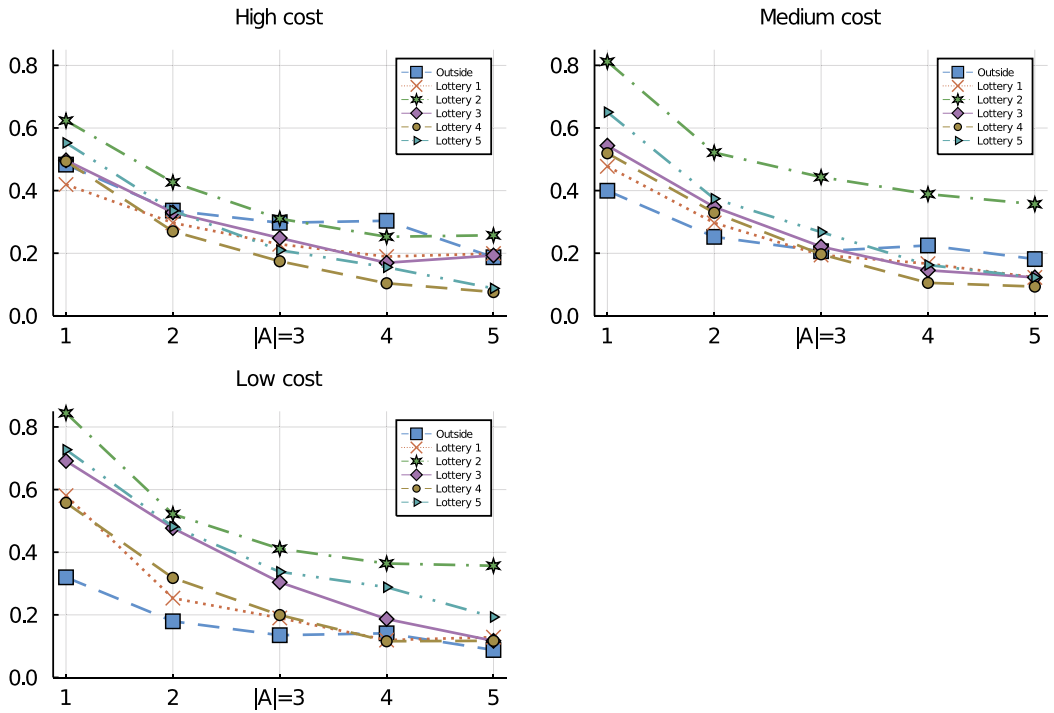 High cost
0.8
0.6
0.4
0.2
0.0
1 2 |A|=3 4 5
Outside
Lottery 1
Lottery 2
Lottery 3
Lottery 4
Lottery 5
Medium cost
0.8
0.6
0.4
0.2
0.0
1 2 |A|=3 4 5
Outside
Lottery 1
Lottery 2
Lottery 3
Lottery 4
Lottery 5
Low cost
0.8
0.6
0.4
0.2
0.0
1 2 |A|=3 4 5
Outside
Lottery 1
Lottery 2
Lottery 3
Lottery 4
Lottery 5